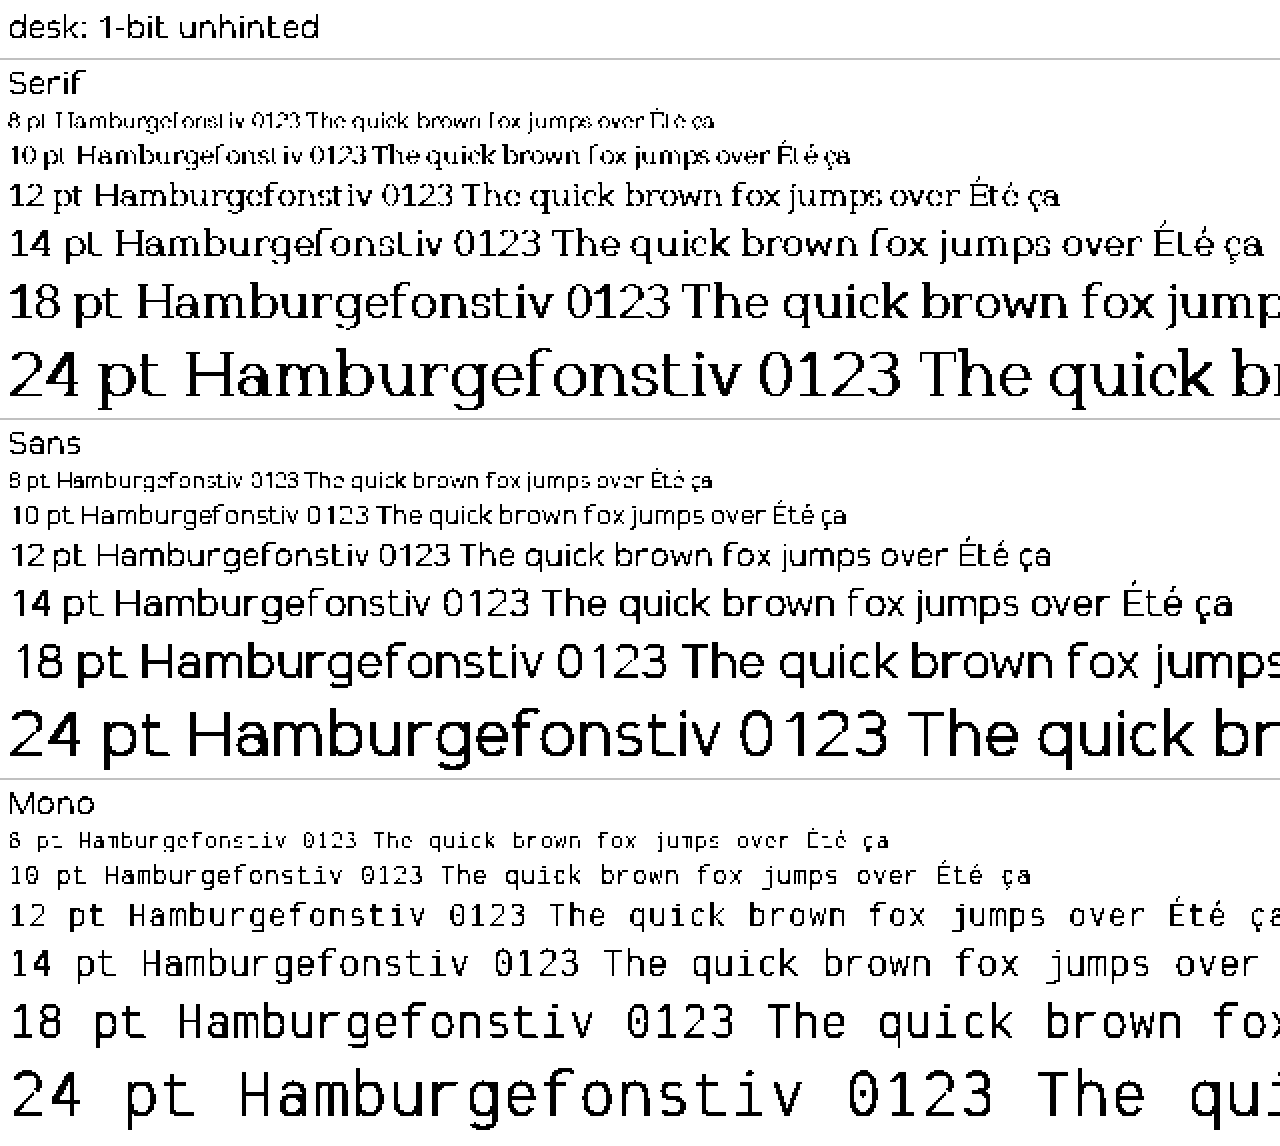 desk: 1-bit unhinted
Serif
8 pt Hamburgefonstiv 0123 The quick brown fox jumps over Été ça
10 pt Hamburgefonstiv 0123 The quick brown fox jumps over Été ça
12 pt Hamburgefonstiv 0123 The quick brown fox jumps over Été ça
14 pt Hamburgefonstiv 0123 The quick brown fox jumps over Été ça
18 pt Hamburgefonstiv 0123 The quick brown fox jump
24 pt Hamburgefonstiv 0123 The quick br
Sans
8 pt Hamburgefonstiv 0123 The quick brown fox jumps over Été ça
10 pt Hamburgefonstiv 0123 The quick brown fox jumps over Été ça
12 pt Hamburgefonstiv 0123 The quick brown fox jumps over Été ça
14 pt Hamburgefonstiv 0123 The quick brown fox jumps over Été ça
18 pt Hamburgefonstiv 0123 The quick brown fox jumps
24 pt Hamburgefonstiv 0123 The quick br
Mono
8 pt Hamburgefonstiv 0123 The quick brown fox jumps over Été ça
10 pt Hamburgefonstiv 0123 The quick brown fox jumps over Été ça
12 pt Hamburgefonstiv 0123 The quick brown fox jumps over Été ça
14 pt Hamburgefonstiv 0123 The quick brown fox jumps over
18 pt Hamburgefonstiv 0123 The quick brown fox
24 pt Hamburgefonstiv 0123 The qui